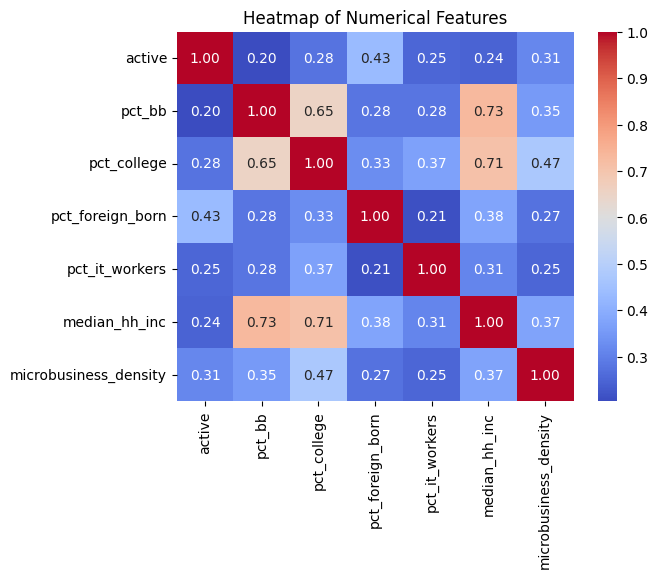 Heatmap of Numerical Features
active 1.00 0.20 0.28 0.43 0.25 0.24 0.31
pct_bb 0.20 1.00 0.65 0.28 0.28 0.73 0.35
pct_college 0.28 0.65 1.00 0.33 0.37 0.71 0.47
pct_foreign_born 0.43 0.28 0.33 1.00 0.21 0.38 0.27
pct_it_workers 0.25 0.28 0.37 0.21 1.00 0.31 0.25
median_hh_inc 0.24 0.73 0.71 0.38 0.31 1.00 0.37
microbusiness_density 0.31 0.35 0.47 0.27 0.25 0.37 1.00
active
pct_bb
pct_college
pct_foreign_born
pct_it_workers
median_hh_inc
microbusiness_density
1.0
0.9
0.8
0.7
0.6
0.5
0.4
0.3